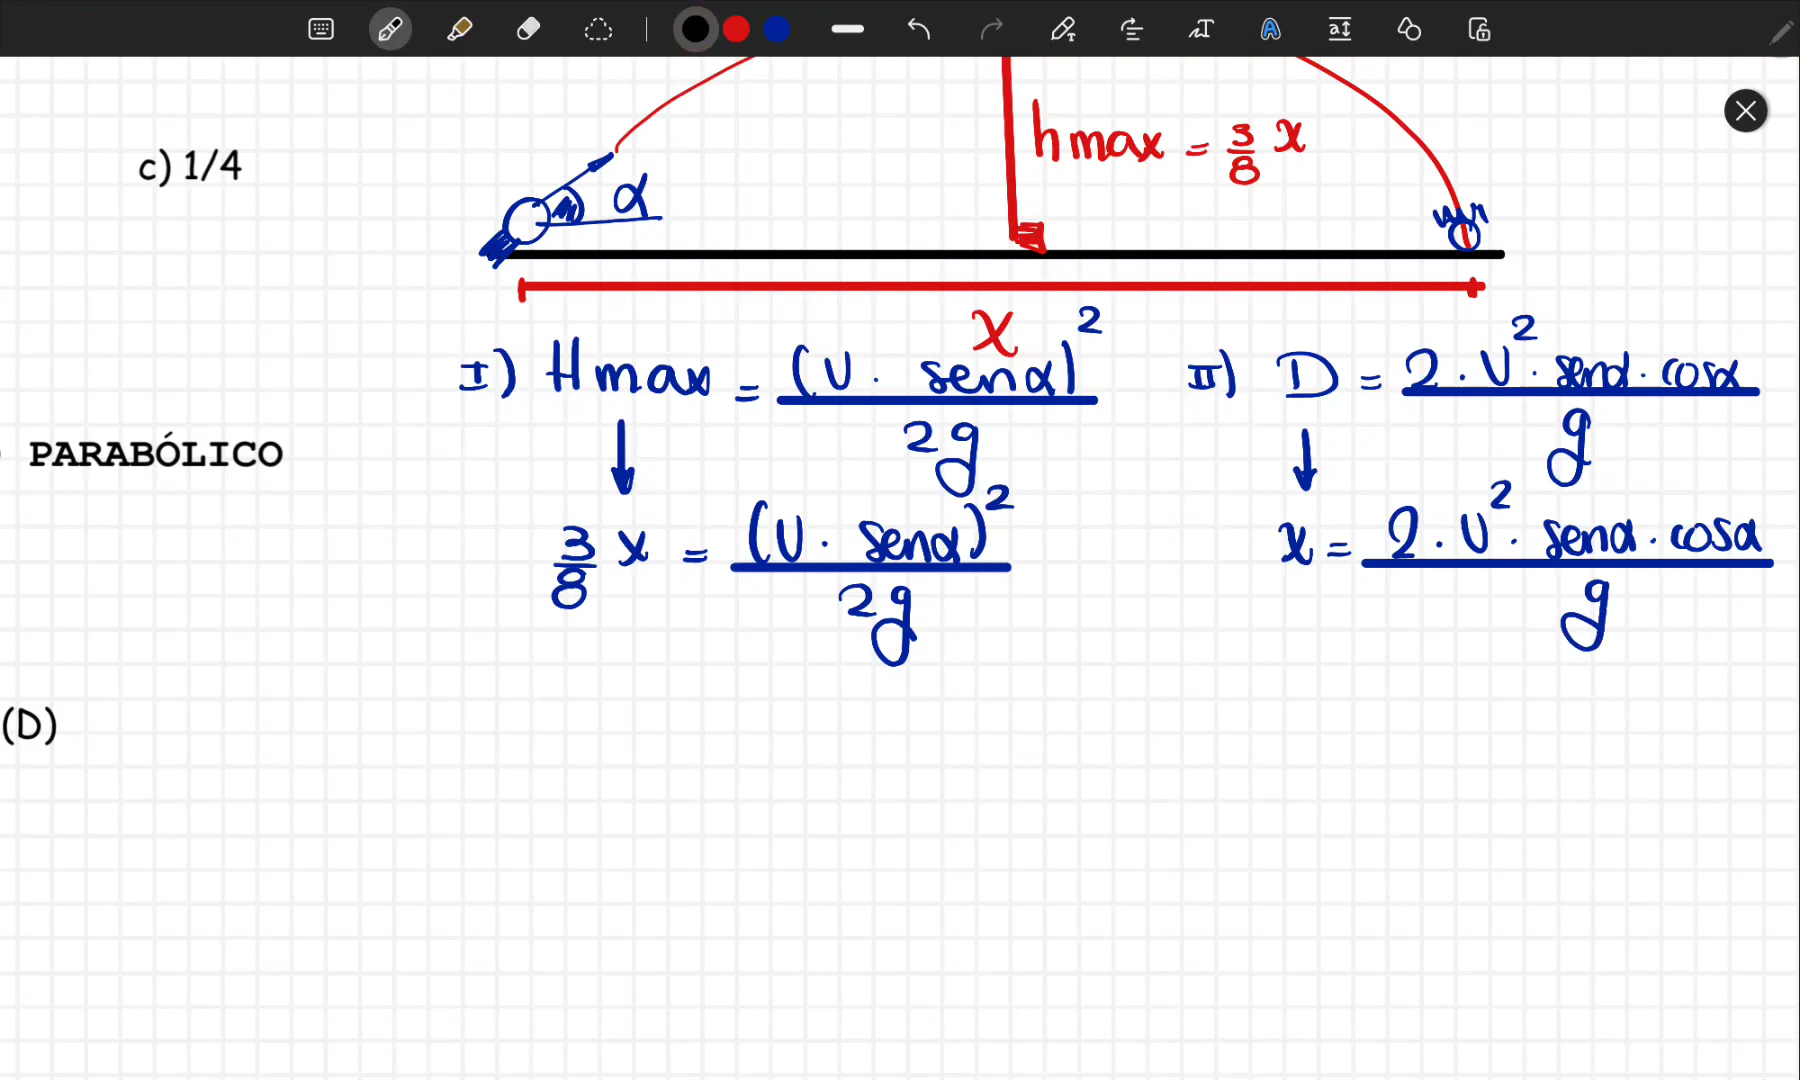 hmax = 3/8 x
c) 1/4
α
x
I) Hmax = (V · senα)² / 2g
II) D = 2 · V² · senα · cosα / g
PARABÓLICO
3/8 x = (V · senα)² / 2g
x = 2 · V² · senα · cosα / g
(D)